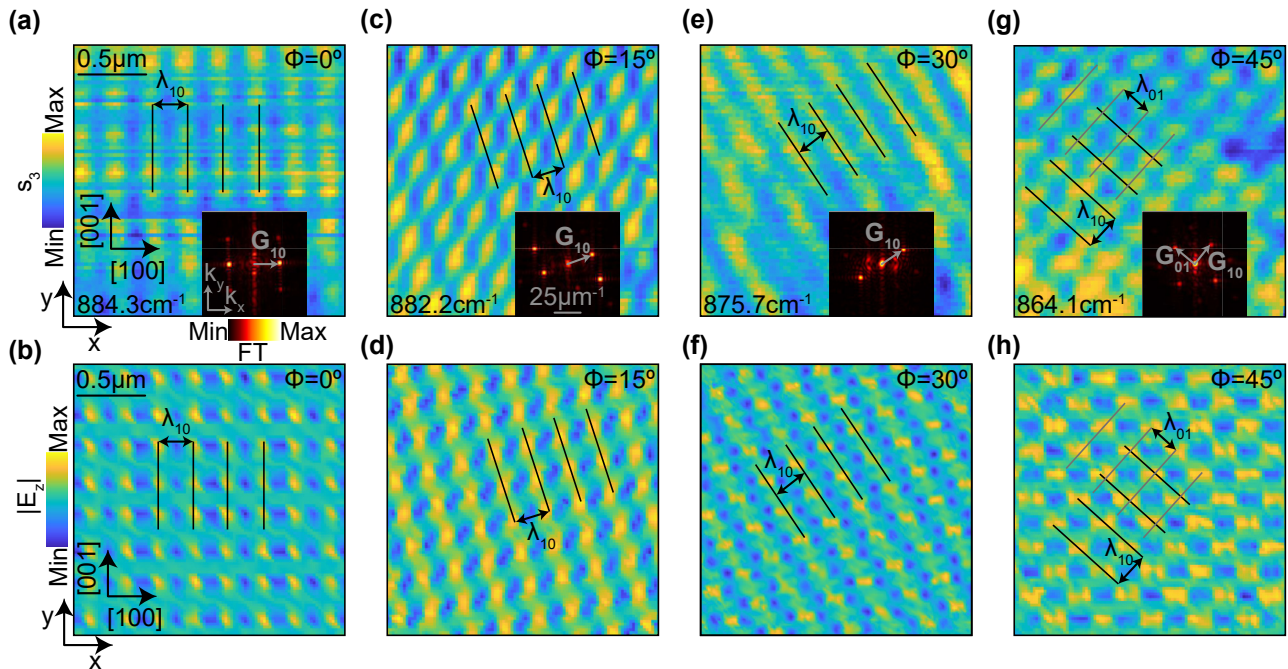 (a)
Max
S₃
Min
0.5μm
Φ=0º
λ₁₀
[001]
[100]
y
x
884.3cm⁻¹
G₁₀
kᵧ
kₓ
Min Max
FT
(c)
Φ=15º
λ₁₀
882.2cm⁻¹
G₁₀
25μm⁻¹
(e)
Φ=30º
λ₁₀
875.7cm⁻¹
G₁₀
(g)
Φ=45º
λ₀₁
λ₁₀
864.1cm⁻¹
G₀₁
G₁₀
(b)
Max
|E_z|
Min
0.5μm
Φ=0º
λ₁₀
[001]
[100]
y
x
(d)
Φ=15º
λ₁₀
(f)
Φ=30º
λ₁₀
(h)
Φ=45º
λ₀₁
λ₁₀